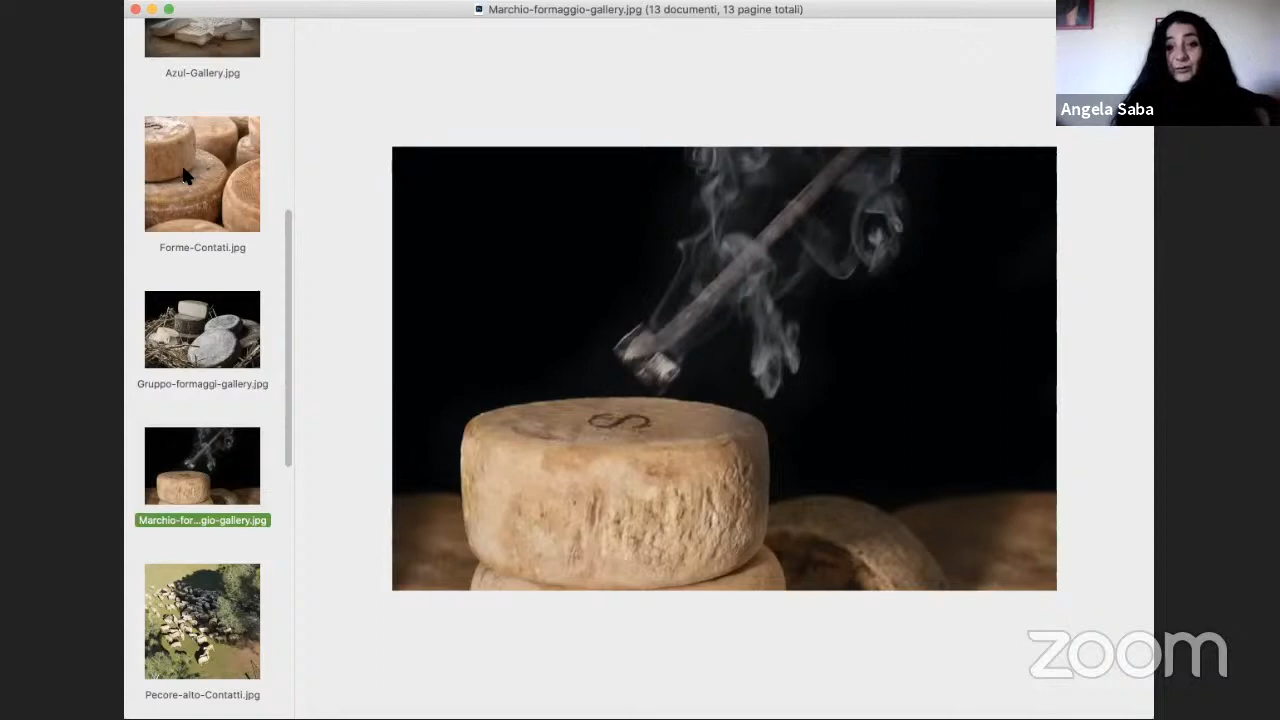 Marchio-formaggio-gallery.jpg (13 documenti, 13 pagine totali)
Angela Saba
Azul-Gallery.jpg
Forme-Contati.jpg
Gruppo-formaggi-gallery.jpg
S
Marchio-for...gio-gallery.jpg
Pecore-alto-Contatti.jpg
zoom